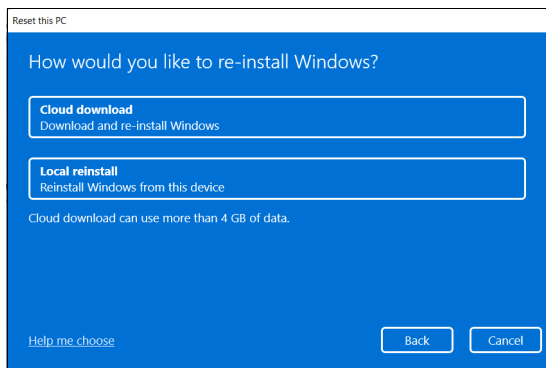 Reset this PC
How would you like to re-install Windows?
Cloud download
Download and re-install Windows
Local reinstall
Reinstall Windows from this device
Cloud download can use more than 4 GB of data.
Help me choose
Back
Cancel